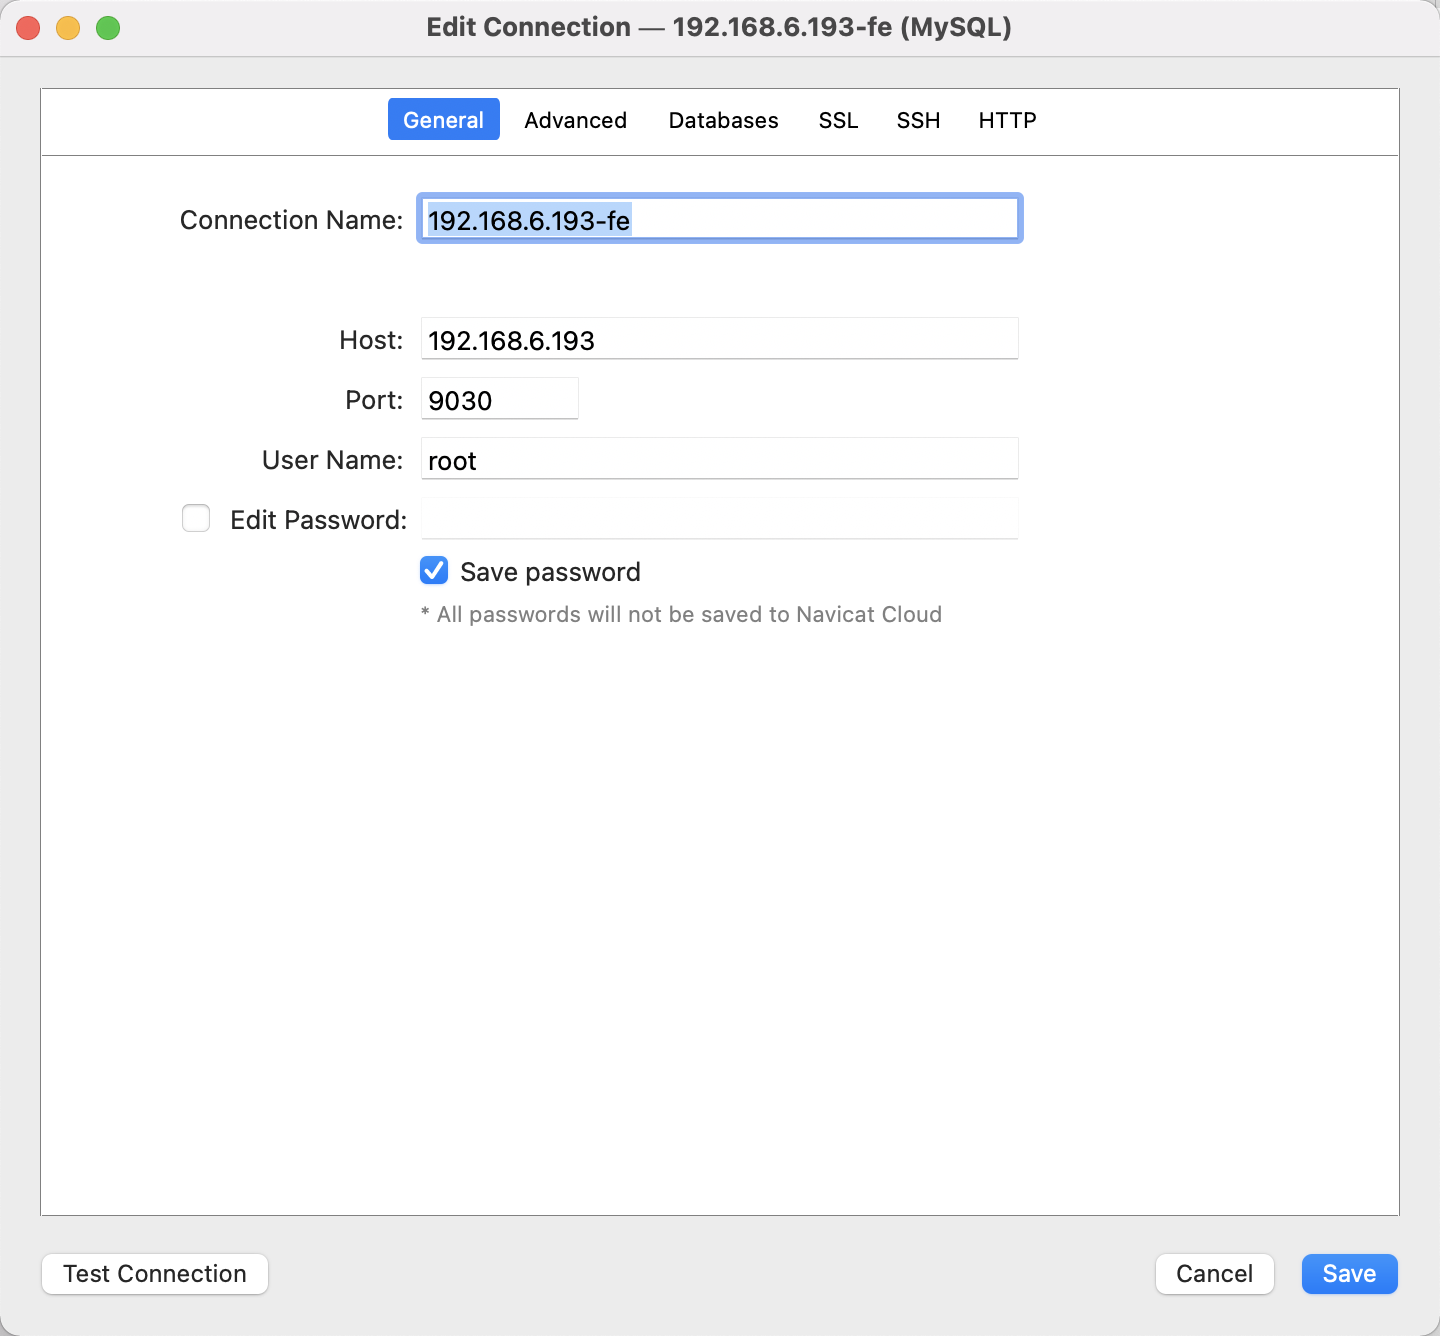 Edit Connection — 192.168.6.193-fe (MySQL)
General Advanced Databases SSL SSH HTTP
Connection Name: 192.168.6.193-fe
Host: 192.168.6.193
Port: 9030
User Name: root
Edit Password:
Save password
* All passwords will not be saved to Navicat Cloud
Test Connection Cancel Save